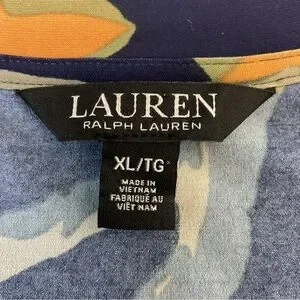 LAUREN
RALPH LAUREN
XL/TG
MADE IN
VIETNAM
FABRIQUÉ AU
VIÊT NAM